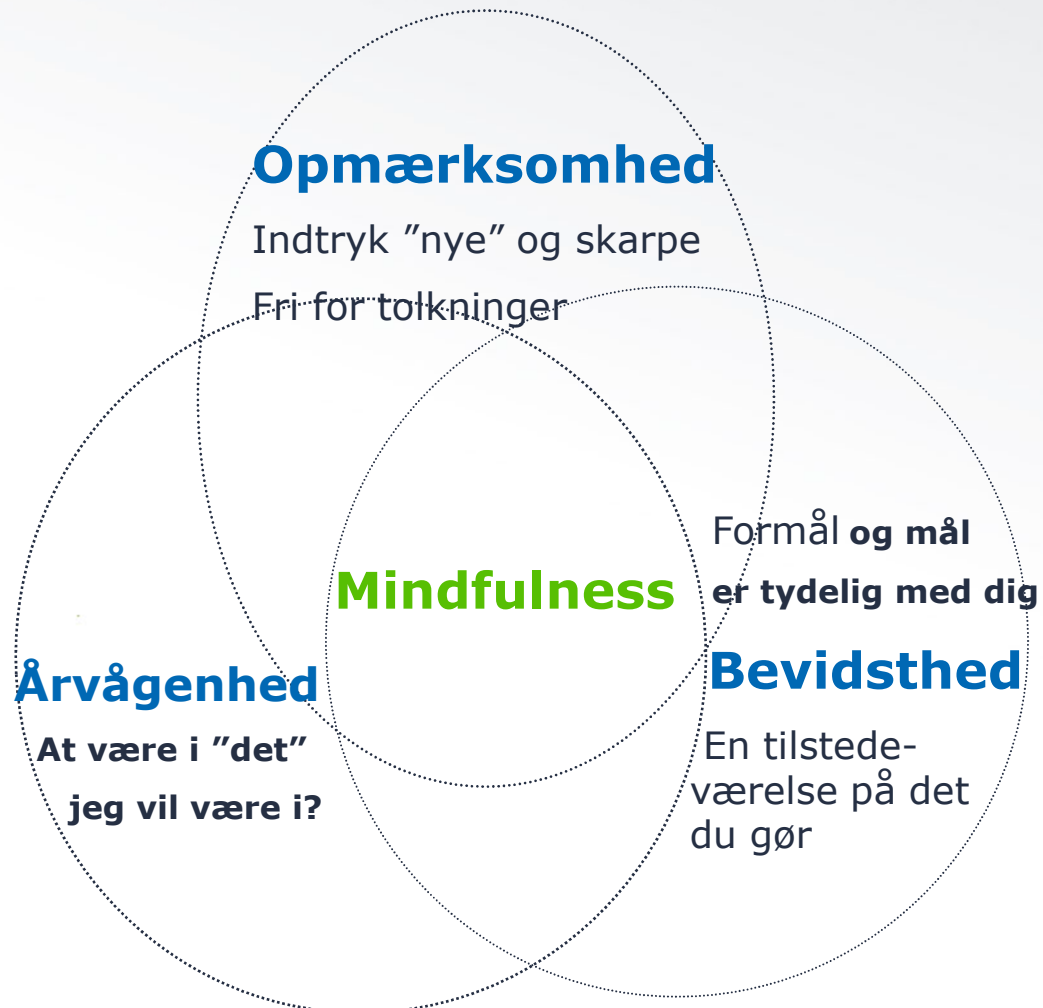 Opmærksomhed
Indtryk ”nye” og skarpe
Fri for tolkninger
Formål og mål
er tydelig med dig
Mindfulness
Bevidsthed
En tilstede-
værelse på det
du gør
Årvågenhed
At være i ”det”
jeg vil være i?